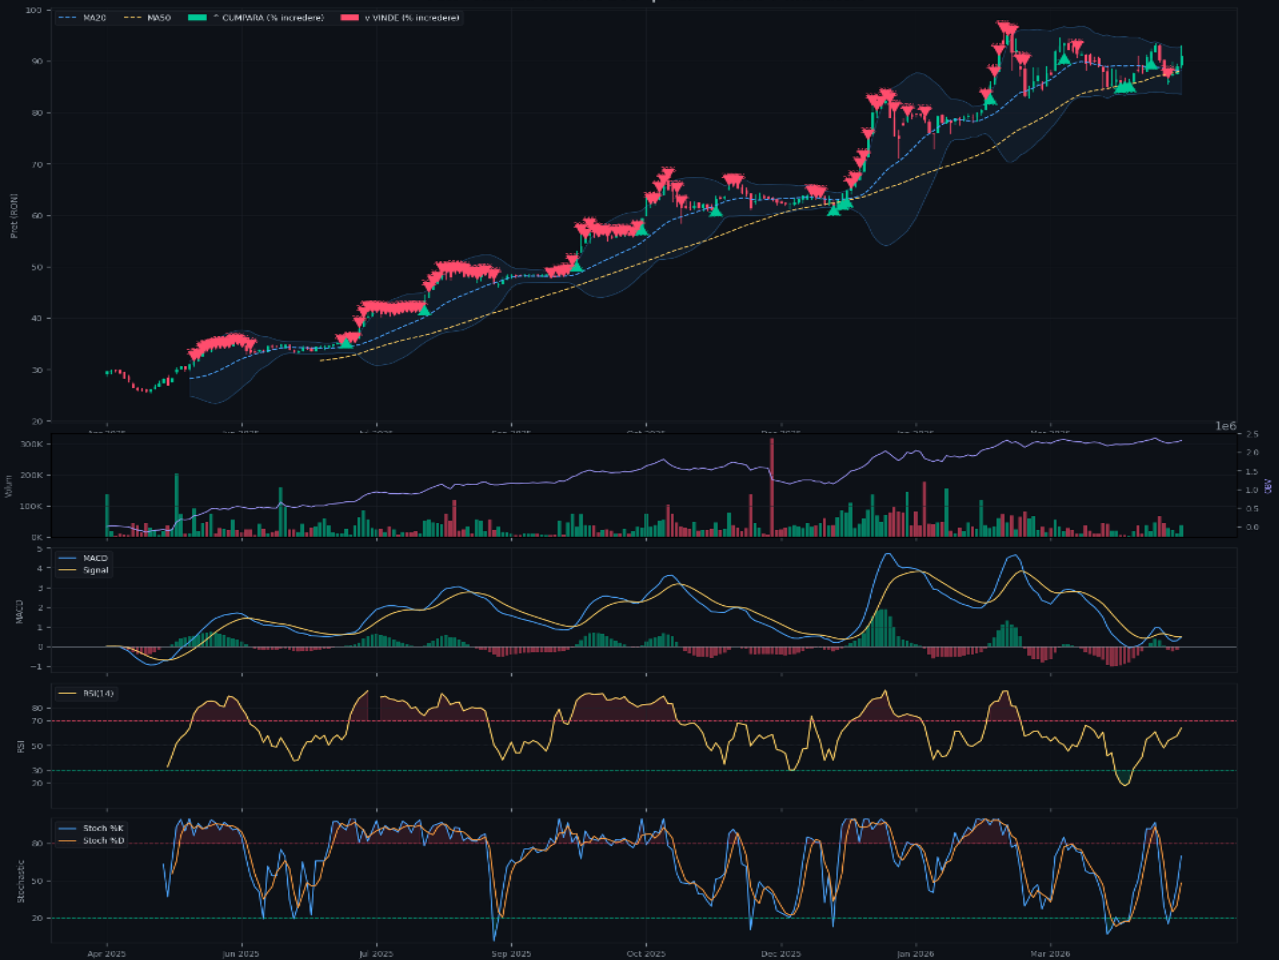 100
MA20 MA50 ^ CUMPARA (% incredere) v VINDE (% incredere)
90
80
70
60
50
40
30
20
Pret (RON)
1e6
300K
200K
100K
0K
Volum
2.5
2.0
1.5
1.0
0.5
0.0
OBV
5
4
3
2
1
0
−1
MACD
MACD
Signal
RSI(14)
80
70
50
30
20
RSI
Stoch %K
Stoch %D
80
50
20
Stochastic
Apr 2025 Jun 2025 Jul 2025 Sep 2025 Oct 2025 Dec 2025 Jan 2026 Mar 2026